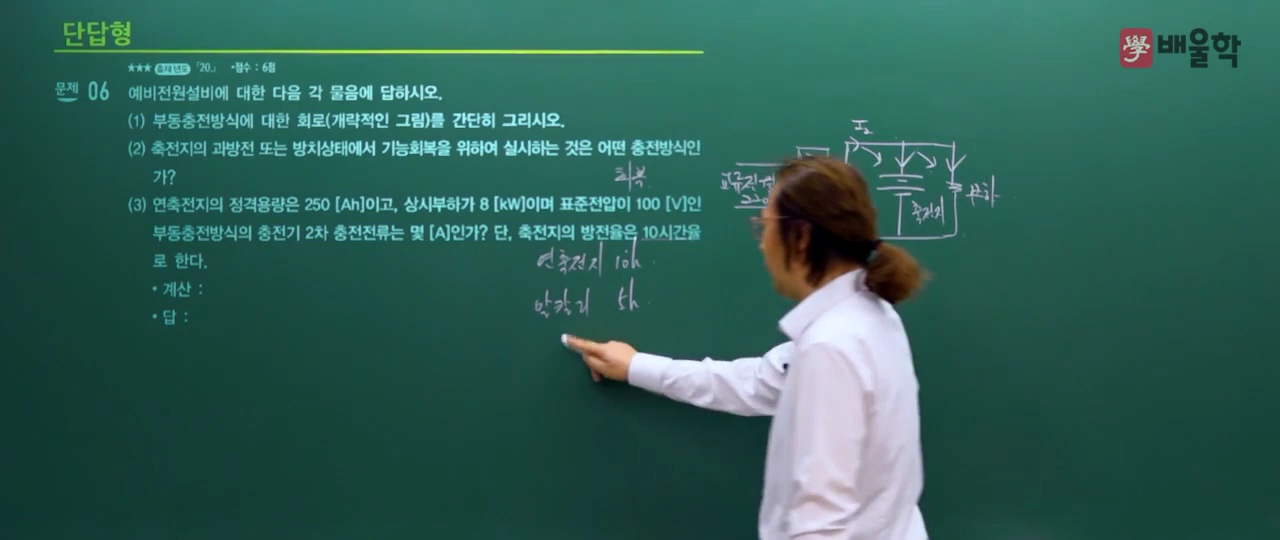 단답형
學 배울학
★★★ 출제년도 「20.」 •점수 : 6점
문제 06 예비전원설비에 대한 다음 각 물음에 답하시오.
(1) 부동충전방식에 대한 회로(개략적인 그림)를 간단히 그리시오.
(2) 축전지의 과방전 또는 방치상태에서 기능회복을 위하여 실시하는 것은 어떤 충전방식인
가?
회복
(3) 연축전지의 정격용량은 250 [Ah]이고, 상시부하가 8 [kW]이며 표준전압이 100 [V]인
부동충전방식의 충전기 2차 충전전류는 몇 [A]인가? 단, 축전지의 방전율은 10시간율
로 한다.
• 계산 :
• 답 :
연축전지 10h
알칼리 5h
I₂
교류전원
축전지
부하